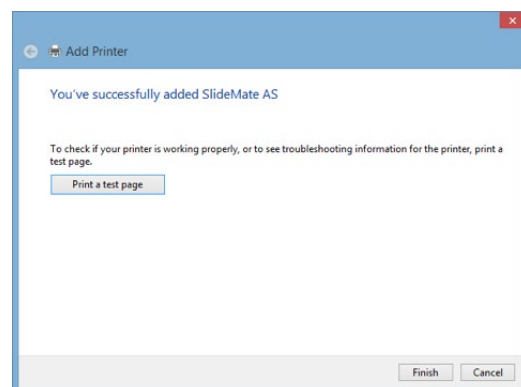 Add Printer
You've successfully added SlideMate AS
To check if your printer is working properly, or to see troubleshooting information for the printer, print a
test page.
Print a test page
Finish Cancel